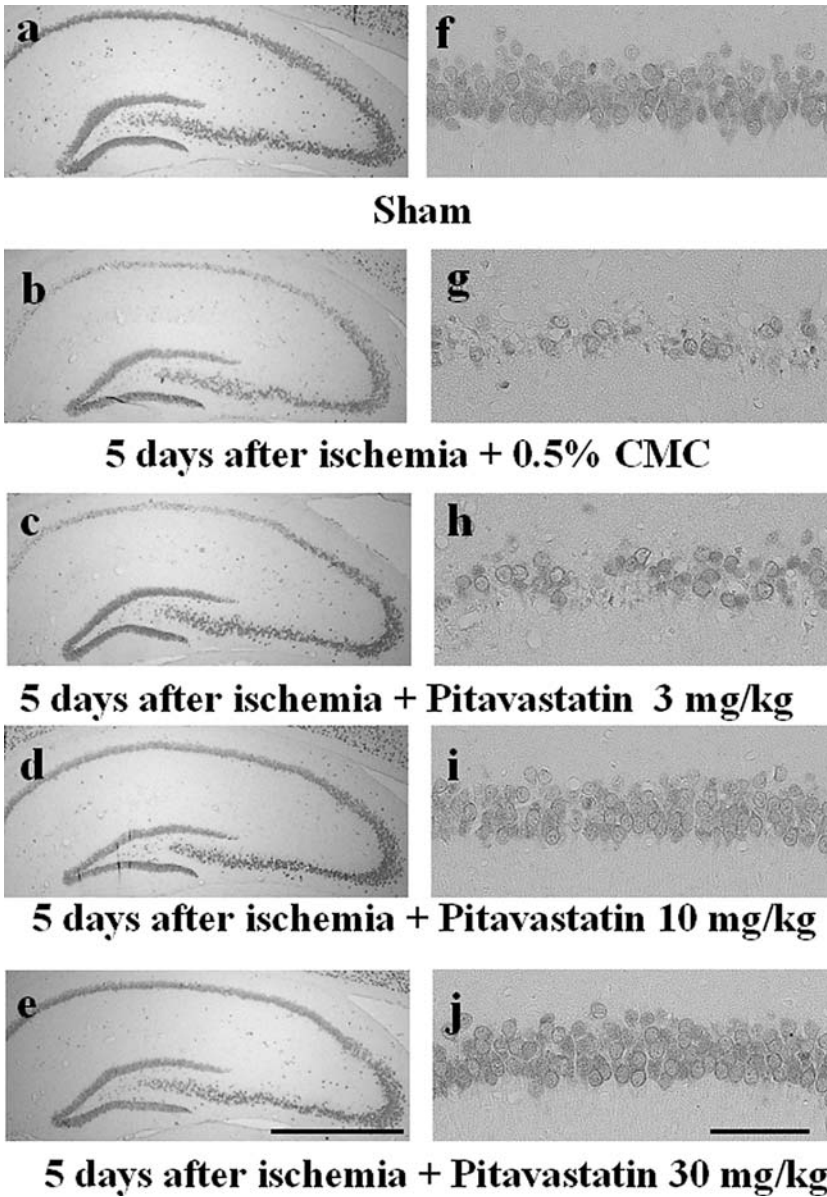 a f
Sham
b g
5 days after ischemia + 0.5% CMC
c h
5 days after ischemia + Pitavastatin 3 mg/kg
d i
5 days after ischemia + Pitavastatin 10 mg/kg
e j
5 days after ischemia + Pitavastatin 30 mg/kg